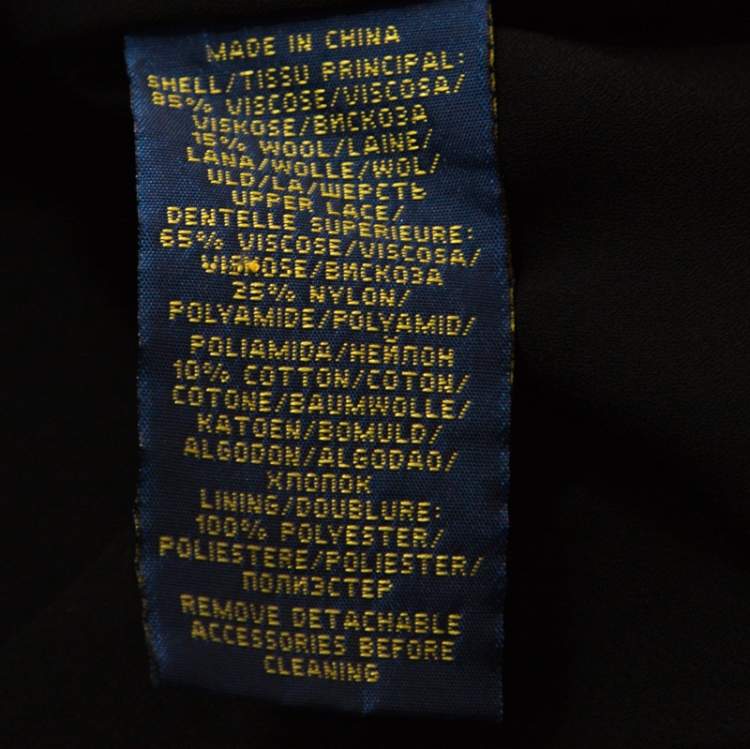 MADE IN CHINA
SHELL/TISSU PRINCIPAL:
85% VISCOSE/VISCOSA/
VISKOSE/ВИСКОЗА
15% WOOL/LAINE/
LANA/WOLLE/WOL/
ULD/LA/ШЕРСТЬ
UPPER LACE/
DENTELLE SUPERIEURE:
65% VISCOSE/VISCOSA/
VISKOSE/ВИСКОЗА
25% NYLON/
POLYAMIDE/POLYAMID/
POLIAMIDA/НЕЙЛОН
10% COTTON/COTON/
COTONE/BAUMWOLLE/
KATOEN/BOMULD/
ALGODON/ALGODAO/
ХЛОПОК
LINING/DOUBLURE:
100% POLYESTER/
POLIESTERE/POLIESTER/
ПОЛИЭСТЕР
REMOVE DETACHABLE
ACCESSORIES BEFORE
CLEANING